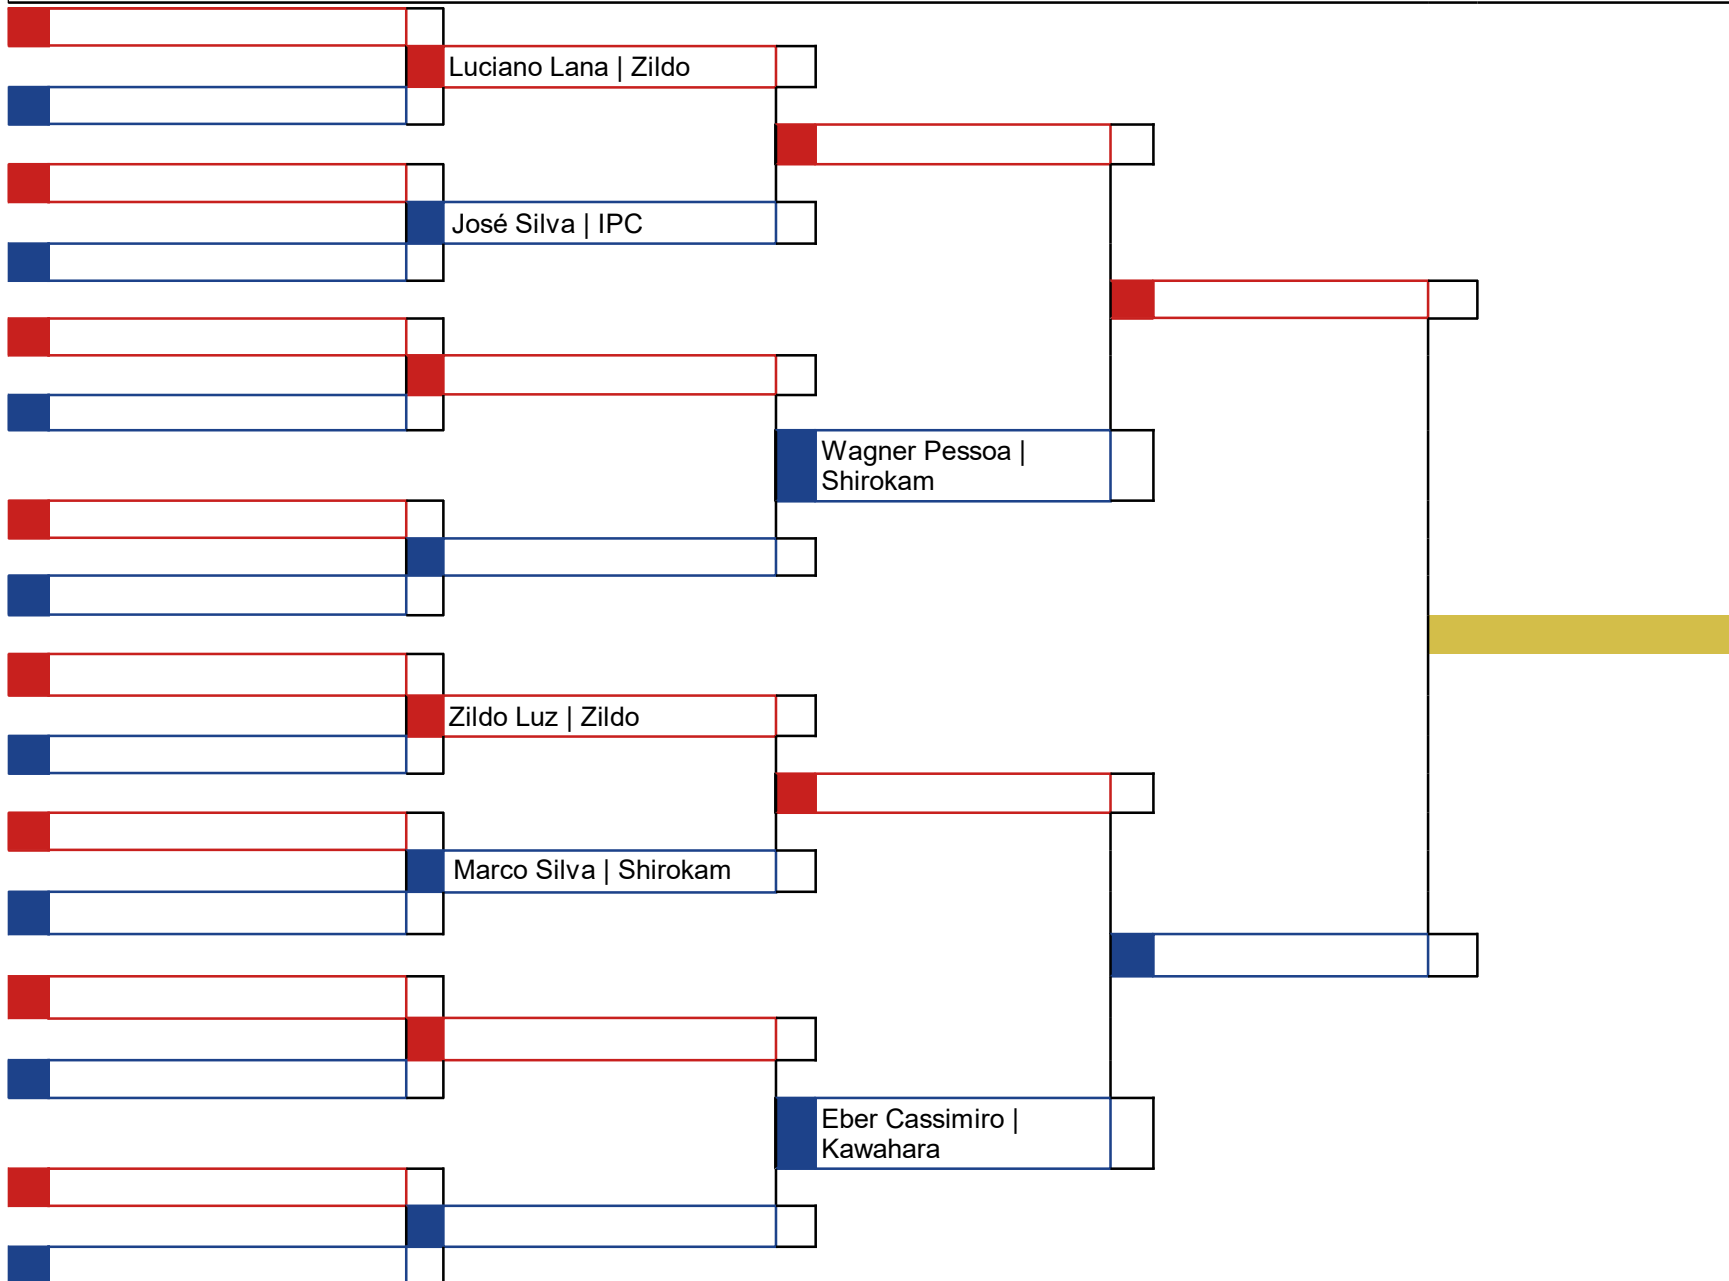 Luciano Lana | Zildo
José Silva | IPC
Wagner Pessoa |
Shirokam
Zildo Luz | Zildo
Marco Silva | Shirokam
Eber Cassimiro |
Kawahara